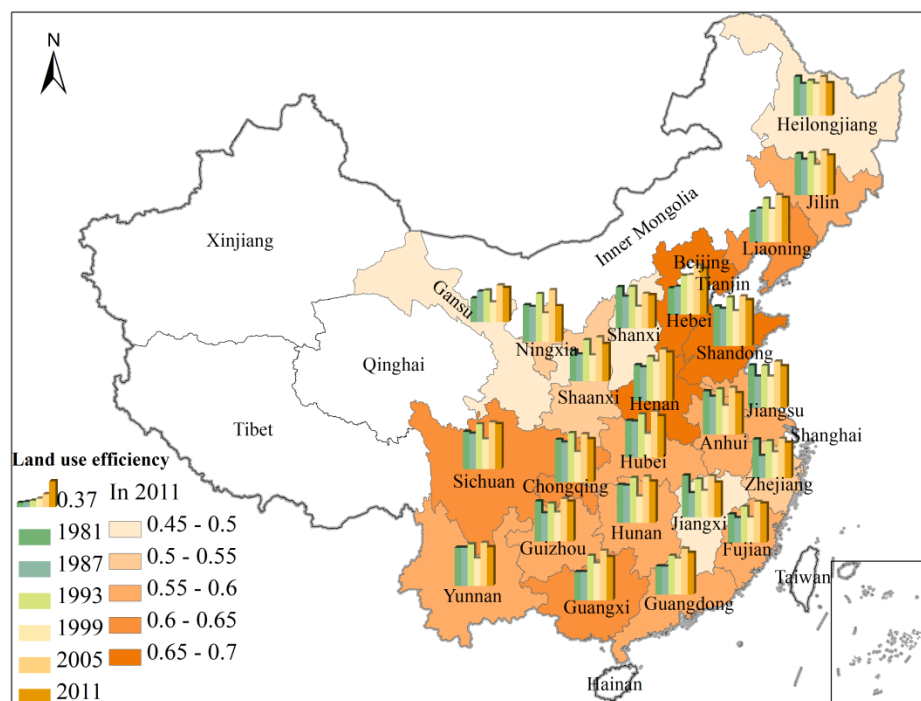 N
Heilongjiang
Jilin
Liaoning
Inner Mongolia
Beijing
Tianjin
Xinjiang
Gansu
Hebei
Shanxi
Ningxia
Shandong
Qinghai
Shaanxi
Henan
Jiangsu
Tibet
Anhui
Shanghai
Hubei
Zhejiang
Sichuan
Chongqing
Jiangxi
Hunan
Guizhou
Fujian
Yunnan
Guangxi
Guangdong
Taiwan
Hainan
Land use efficiency
0.37
In 2011
1981
0.45 - 0.5
1987
0.5 - 0.55
1993
0.55 - 0.6
1999
0.6 - 0.65
2005
0.65 - 0.7
2011